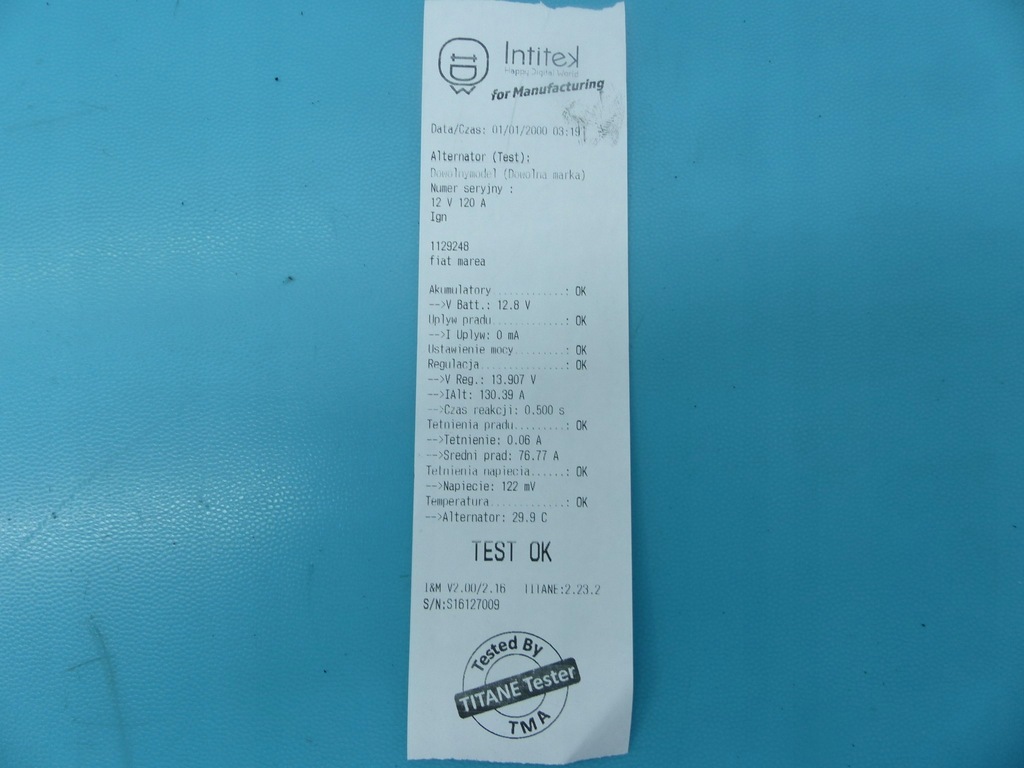 Intitek
Happy Digital World
for Manufacturing
Data/Czas: 01/01/2000 03:19
Alternator (Test):
Dowolnymodel (Dowolna marka)
Numer seryjny :
12 V 120 A
Ign
1129248
fiat marea
Akumulatory............: OK
-->V Batt.: 12.8 V
Uplyw pradu............: OK
-->I Uplyw: 0 mA
Ustawienie mocy.........: OK
Regulacja..............: OK
-->V Reg.: 13.907 V
-->IAlt: 130.39 A
-->Czas reakcji: 0.500 s
Tetnienia pradu.........: OK
-->Tetnienie: 0.06 A
-->Sredni prad: 76.77 A
Tetnienia napiecia......: OK
-->Napiecie: 122 mV
Temperatura............: OK
-->Alternator: 29.9 C
TEST OK
I&M V2.00/2.16 TITANE:2.23.2
S/N:S16127009
Tested By
TITANE Tester
TMA